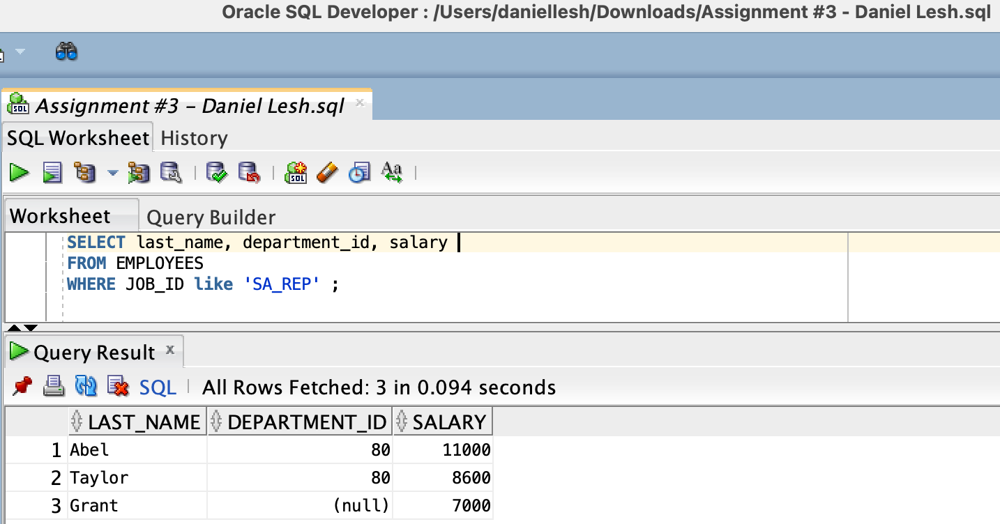 Oracle SQL Developer : /Users/daniellesh/Downloads/Assignment #3 - Daniel Lesh.sql
Assignment #3 – Daniel Lesh.sql
SQL Worksheet History
Worksheet Query Builder
SELECT last_name, department_id, salary
FROM EMPLOYEES
WHERE JOB_ID like 'SA_REP' ;
Query Result
SQL All Rows Fetched: 3 in 0.094 seconds
LAST_NAME DEPARTMENT_ID SALARY
1 Abel 80 11000
2 Taylor 80 8600
3 Grant (null) 7000